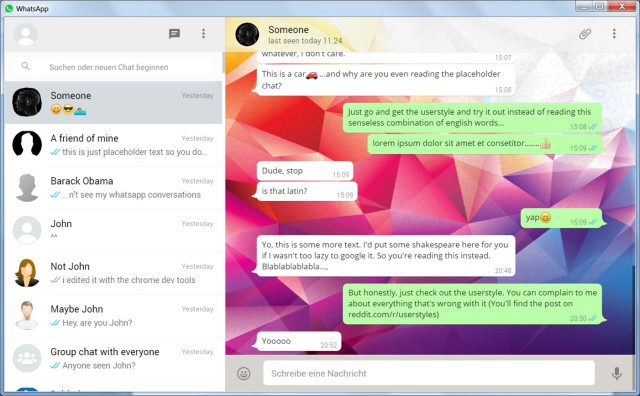 WhatsApp
Suchen oder neuen Chat beginnen
Someone
Yesterday
😄😎🏊
A friend of mine
Yesterday
this is just placeholder text so you do...
Barack Obama
Yesterday
...n't see my whatsapp conversations
John
Yesterday
^^
Not John
Yesterday
i edited it with the chrome dev tools
Maybe John
Yesterday
Hey, are you John?
Group chat with everyone
Yesterday
Anyone seen John?
Someone
last seen today 11:24
whatever, I don't care.
15:07
This is a car🚗...and why are you even reading the placeholder
chat?
15:08
Just go and get the userstyle and try it out instead of reading this
senseless combination of english words...
15:08
lorem ipsum dolor sit amet et consetitor.......👍
15:09
Dude, stop
15:09
is that latin?
15:09
yap😄
15:09
Yo, this is some more text. I'd put some shakespeare here for you
if I wasn't too lazy to google it. So you're reading this instead.
Blablablablabla...,
20:48
But honestly, just check out the userstyle. You can complain to me
about everything that's wrong with it (You'll find the post on
reddit.com/r/userstyles)
20:50
Yooooo
20:52
Schreibe eine Nachricht